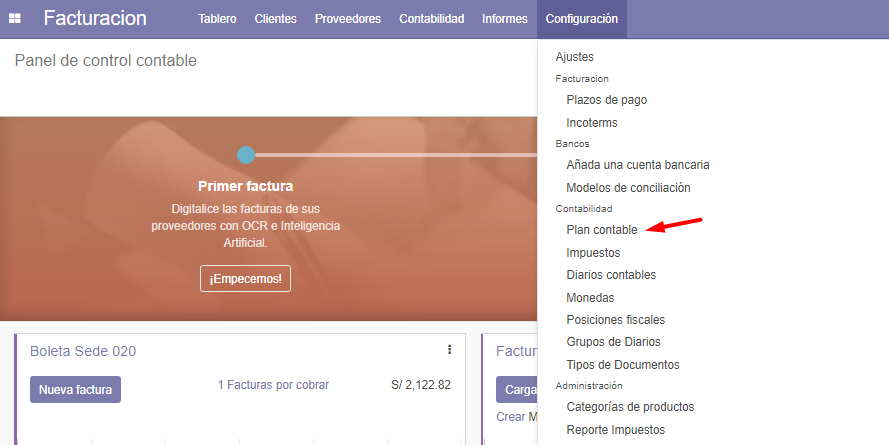 Facturacion
Tablero Clientes Proveedores Contabilidad Informes Configuración
Panel de control contable
Primer factura
Digitalice las facturas de sus
proveedores con OCR e Inteligencia
Artificial.
¡Empecemos!
Boleta Sede 020
Nueva factura
1 Facturas por cobrar
S/ 2,122.82
Factur
Carga
Crear M
Ajustes
Facturacion
Plazos de pago
Incoterms
Bancos
Añada una cuenta bancaria
Modelos de conciliación
Contabilidad
Plan contable
Impuestos
Diarios contables
Monedas
Posiciones fiscales
Grupos de Diarios
Tipos de Documentos
Administración
Categorías de productos
Reporte Impuestos